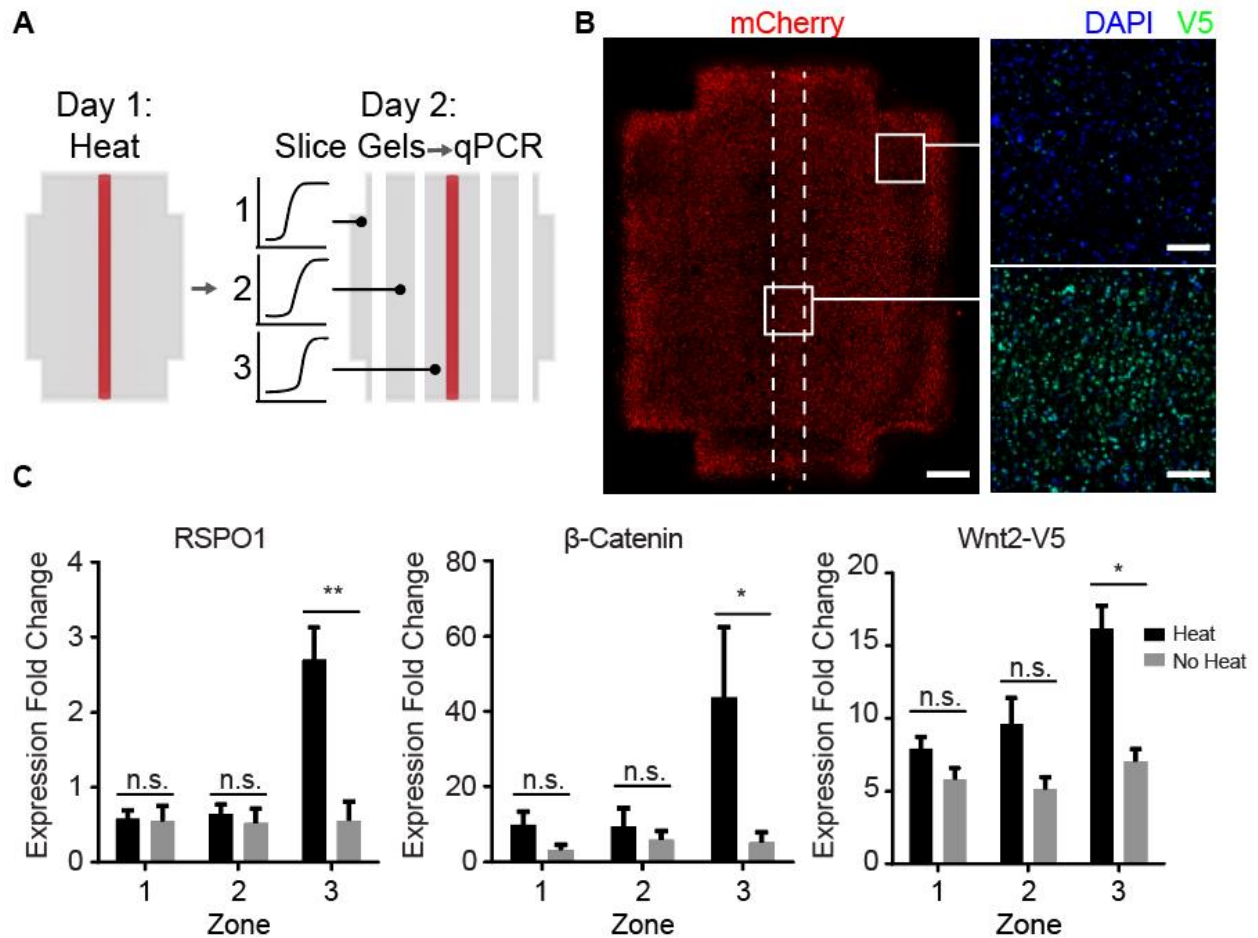 A
Day 1:
Heat
Day 2:
Slice Gels→qPCR
1
2
3
B
mCherry
DAPI V5
C
RSPO1
Expression Fold Change
4
3
2
1
0
n.s.
n.s.
**
1 2 3
Zone
β-Catenin
Expression Fold Change
80
60
40
20
0
n.s.
n.s.
*
1 2 3
Zone
Wnt2-V5
Expression Fold Change
20
15
10
5
0
n.s.
n.s.
*
1 2 3
Zone
Heat
No Heat